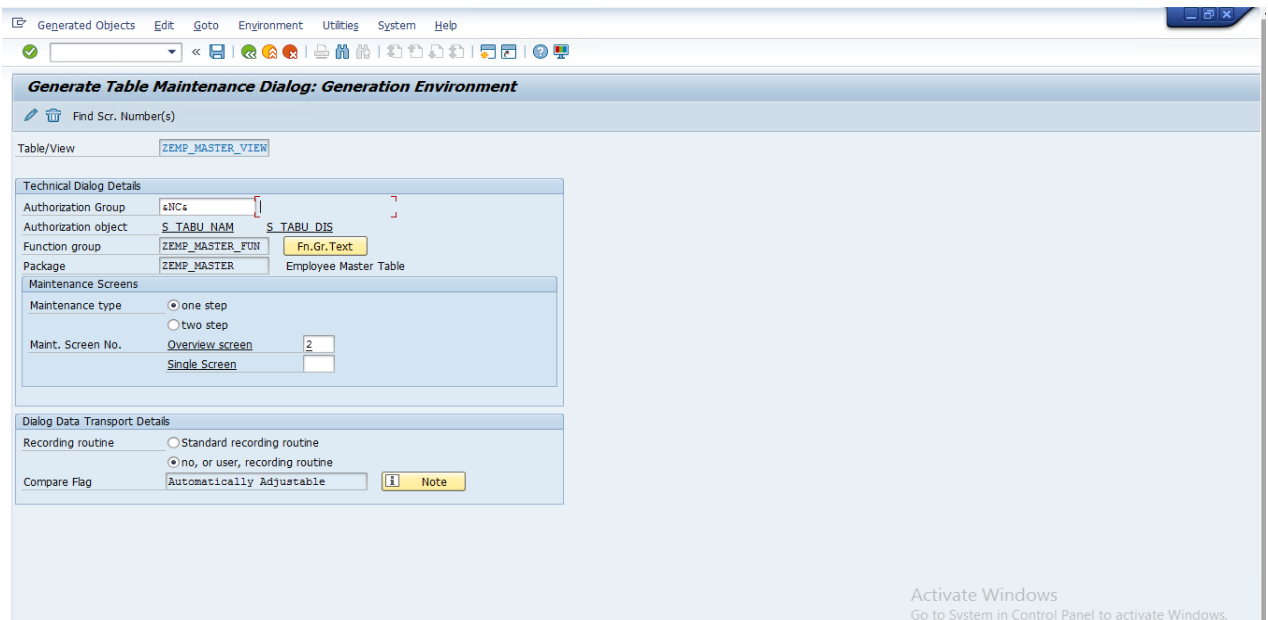 Generated Objects Edit Goto Environment Utilities System Help
Generate Table Maintenance Dialog: Generation Environment
Find Scr. Number(s)
Table/View ZEMP_MASTER_VIEW
Technical Dialog Details
Authorization Group &NC&
Authorization object S_TABU_NAM S_TABU_DIS
Function group ZEMP_MASTER_FUN Fn.Gr.Text
Package ZEMP_MASTER Employee Master Table
Maintenance Screens
Maintenance type one step
two step
Maint. Screen No. Overview screen 2
Single Screen
Dialog Data Transport Details
Recording routine Standard recording routine
no, or user, recording routine
Compare Flag Automatically Adjustable Note
Activate Windows
Go to System in Control Panel to activate Windows.